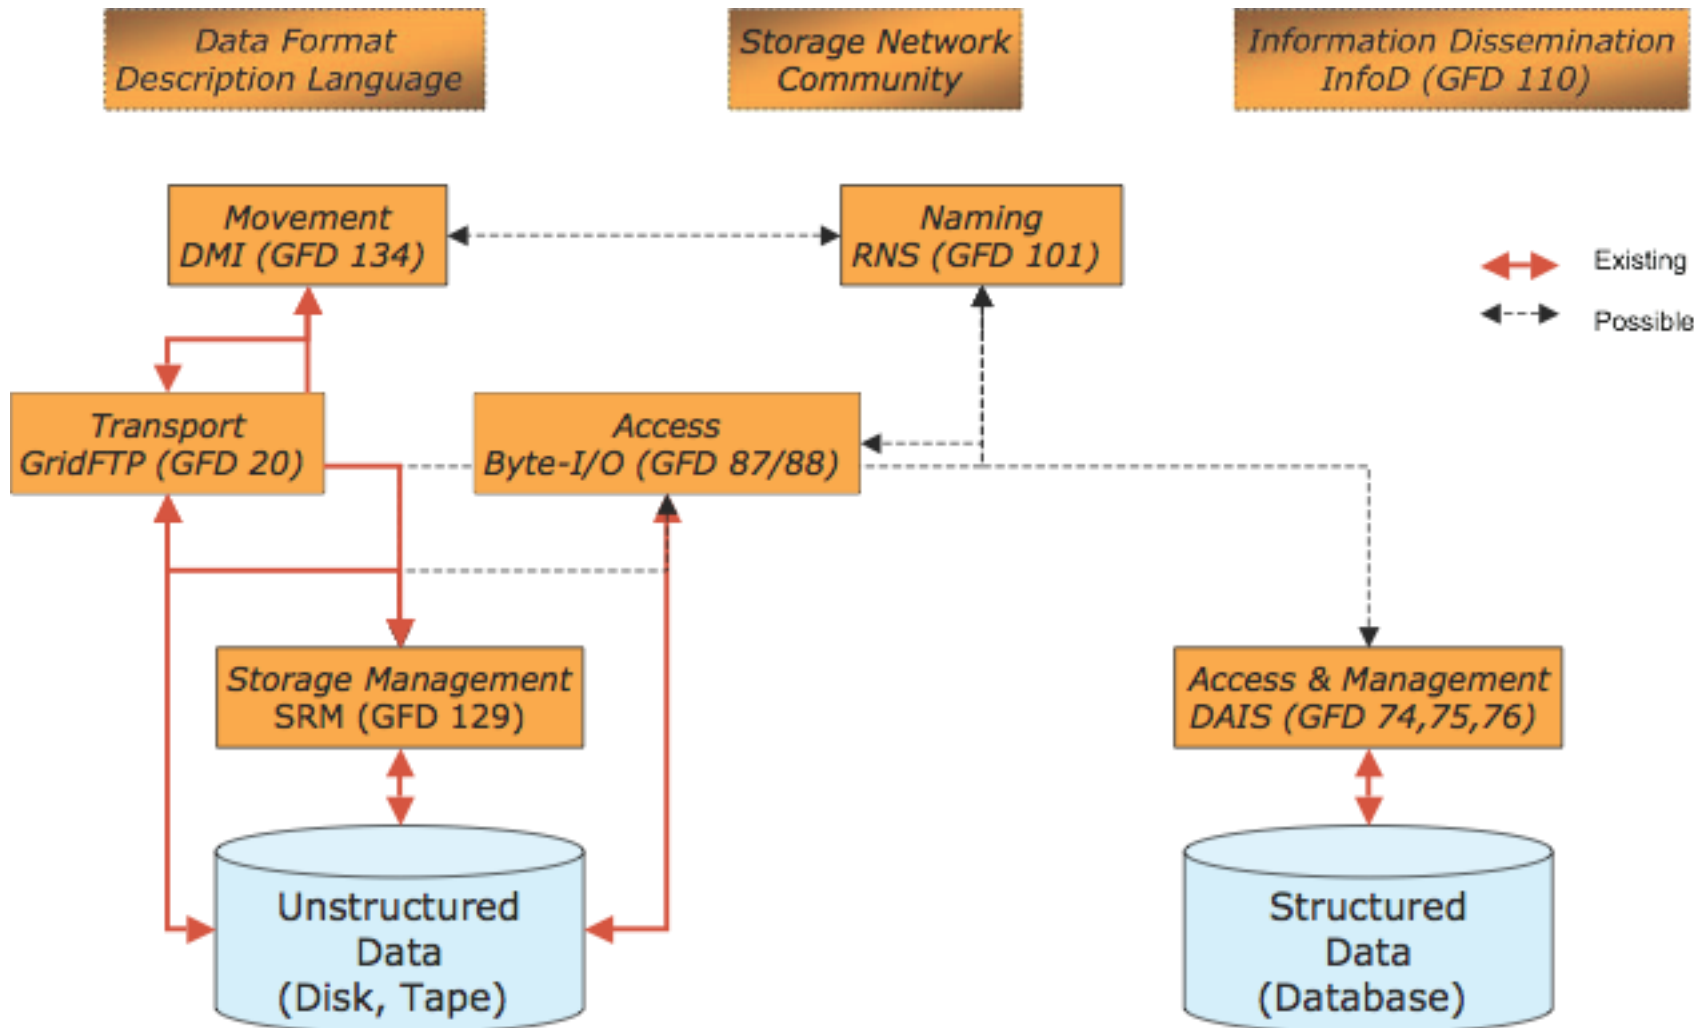 Data Format
Description Language
Storage Network
Community
Information Dissemination
InfoD (GFD 110)
Movement
DMI (GFD 134)
Naming
RNS (GFD 101)
Existing
Possible
Transport
GridFTP (GFD 20)
Access
Byte-I/O (GFD 87/88)
Storage Management
SRM (GFD 129)
Access & Management
DAIS (GFD 74,75,76)
Unstructured
Data
(Disk, Tape)
Structured
Data
(Database)